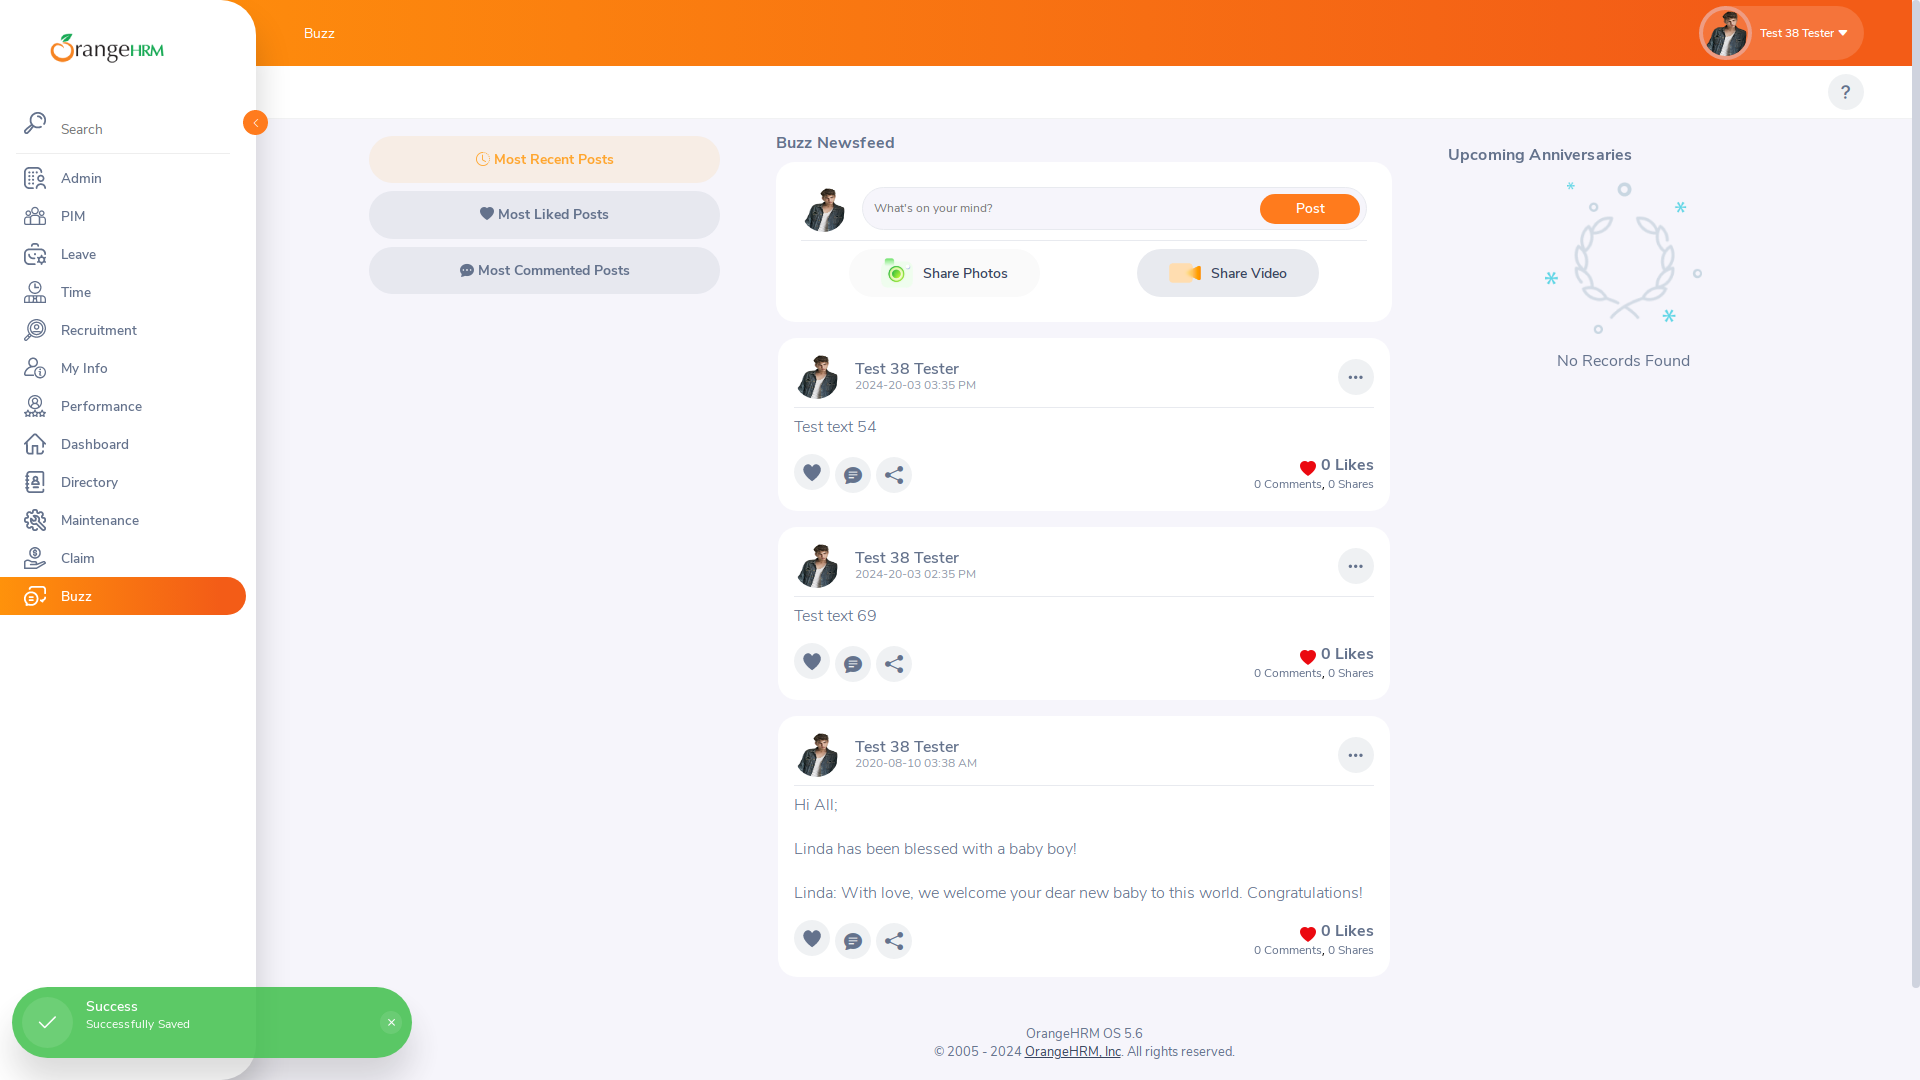 OrangeHRM
Search
Admin
PIM
Leave
Time
Recruitment
My Info
Performance
Dashboard
Directory
Maintenance
Claim
Buzz
Buzz
Test 38 Tester
?
Most Recent Posts
Most Liked Posts
Most Commented Posts
Buzz Newsfeed
What's on your mind?
Post
Share Photos
Share Video
Test 38 Tester
2024-20-03 03:35 PM
Test text 54
0 Likes
0 Comments, 0 Shares
Test 38 Tester
2024-20-03 02:35 PM
Test text 69
0 Likes
0 Comments, 0 Shares
Test 38 Tester
2020-08-10 03:38 AM
Hi All;
Linda has been blessed with a baby boy!
Linda: With love, we welcome your dear new baby to this world. Congratulations!
0 Likes
0 Comments, 0 Shares
Upcoming Anniversaries
No Records Found
Success
Successfully Saved
OrangeHRM OS 5.6
© 2005 - 2024 OrangeHRM, Inc. All rights reserved.